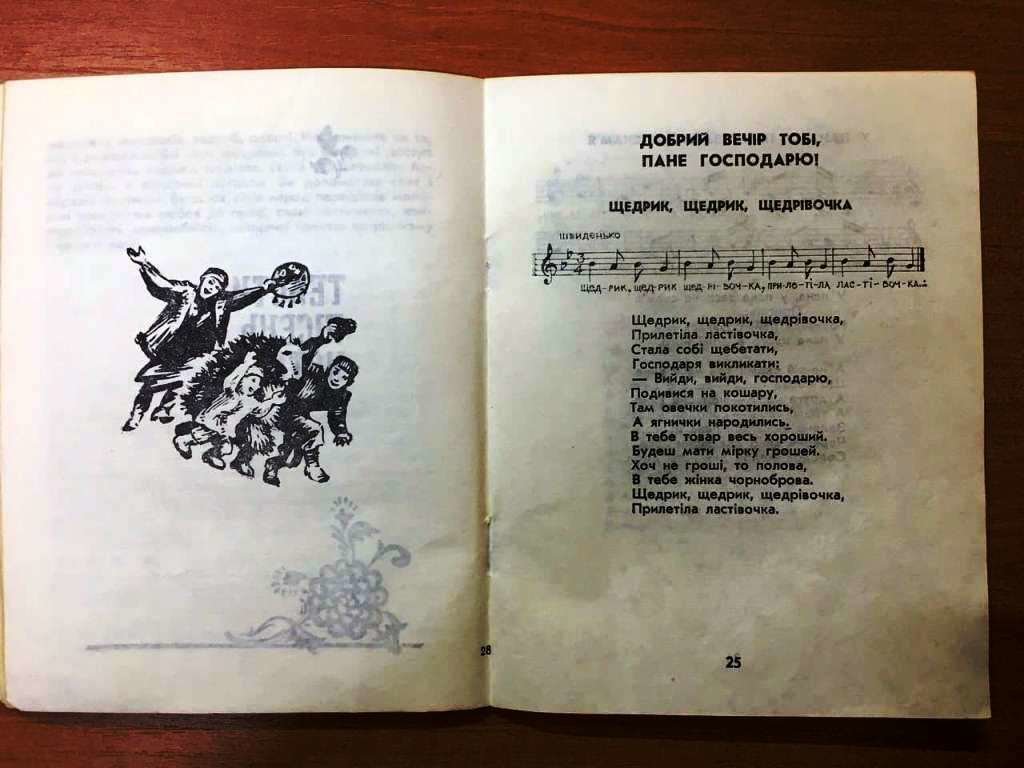 ДОБРИЙ ВЕЧІР ТОБІ,
ПАНЕ ГОСПОДАРЮ!
ЩЕДРИК, ЩЕДРИК, ЩЕДРІВОЧКА
ШВИДЕНЬКО
3/4
ЩЕД-РИК, ЩЕД-РИК ЩЕД-РІ-ВОЧ-КА, ПРИ-ЛЕ-ТІ-ЛА ЛАС-ТІ-ВОЧ-КА...
Щедрик, щедрик, щедрівочка,
Прилетіла ластівочка,
Стала собі щебетати,
Господаря викликати:
— Вийди, вийди, господарю,
Подивися на кошару,
Там овечки покотились,
А ягнички народились.
В тебе товар весь хороший.
Будеш мати мірку грошей.
Хоч не гроші, то полова,
В тебе жінка чорноброва.
Щедрик, щедрик, щедрівочка,
Прилетіла ластівочка.
28
25